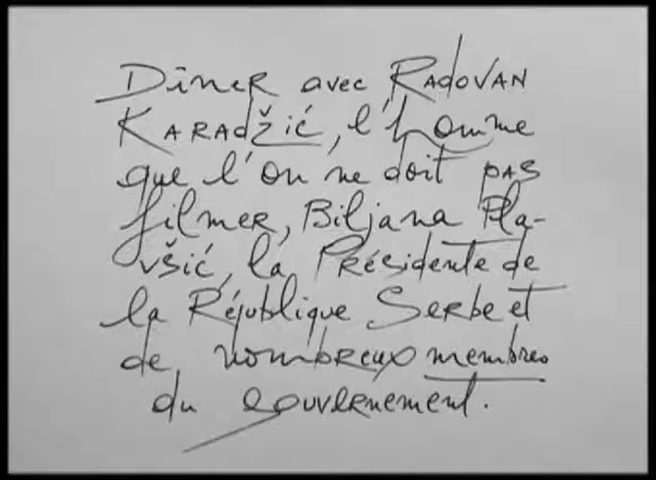 Dîner avec Radovan
Karadžić, l'homme
que l'on ne doit pas
filmer, Biljana Pla-
všić, la Présidente de
la République Serbe et
de nombreux membres
du gouvernement.